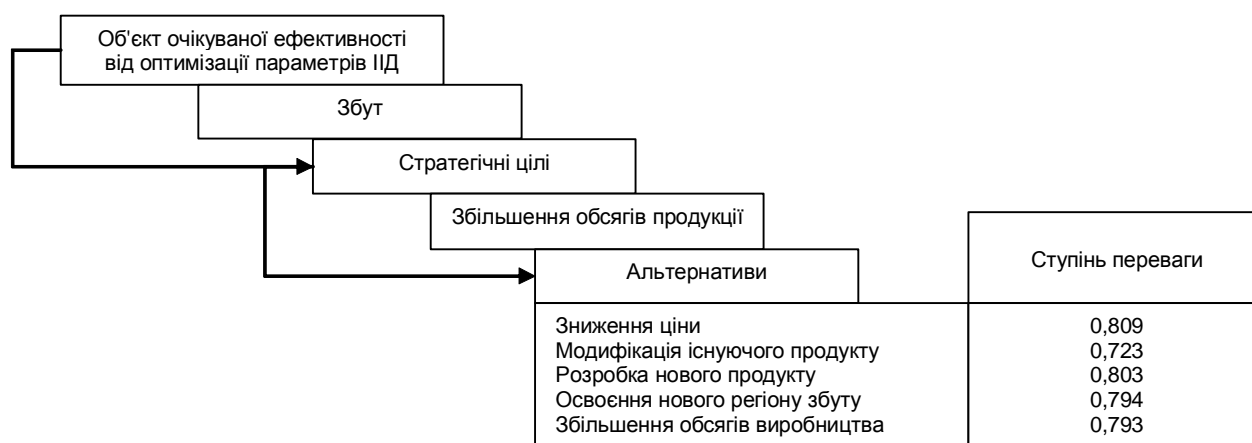 Об'єкт очікуваної ефективності
від оптимізації параметрів ІІД
Збут
Стратегічні цілі
Збільшення обсягів продукції
Альтернативи
Ступінь переваги
Зниження ціни 0,809
Модифікація існуючого продукту 0,723
Розробка нового продукту 0,803
Освоєння нового регіону збуту 0,794
Збільшення обсягів виробництва 0,793